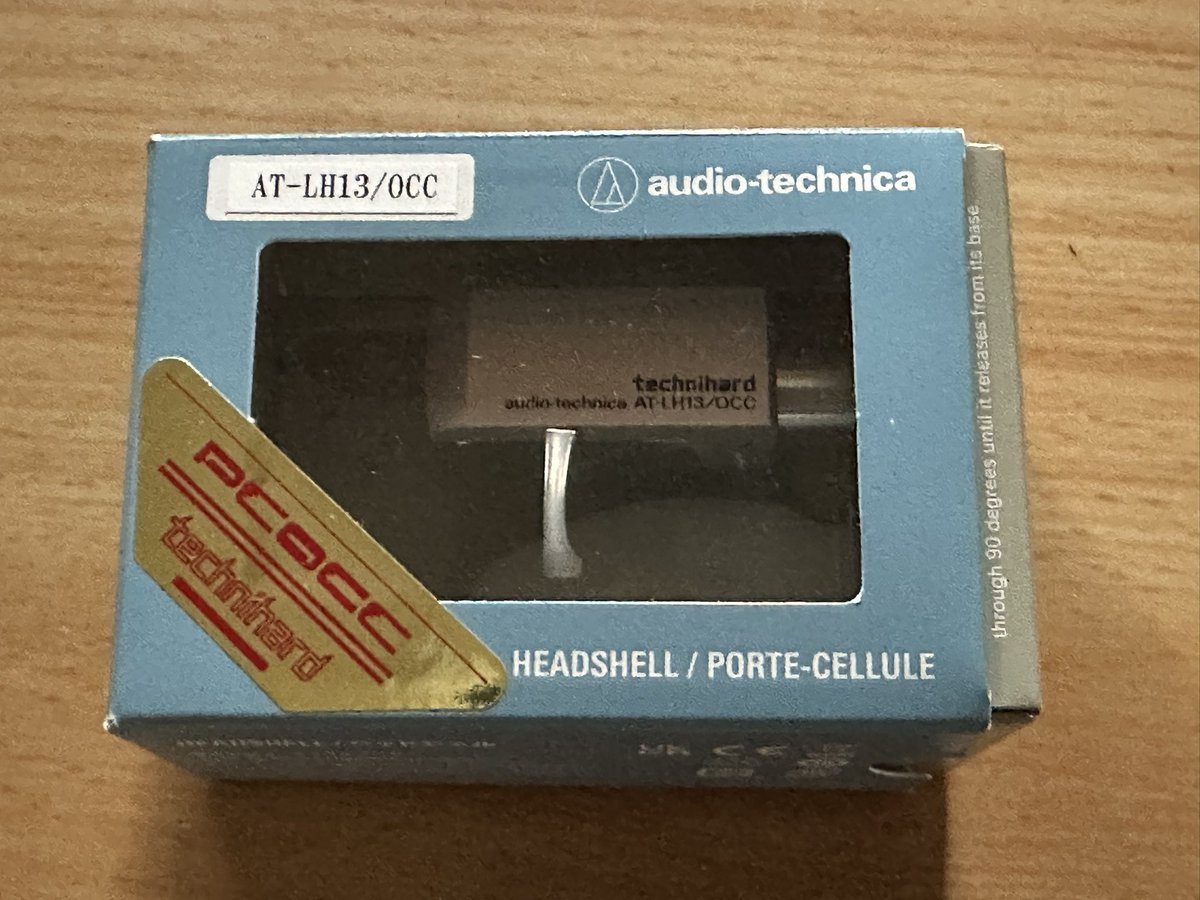 AT-LH13/OCC
audio-technica
technihard
audio-technica AT-LH13/OCC
PCOCC
technihard
HEADSHELL / PORTE-CELLULE
through 90 degrees until it releases from its base